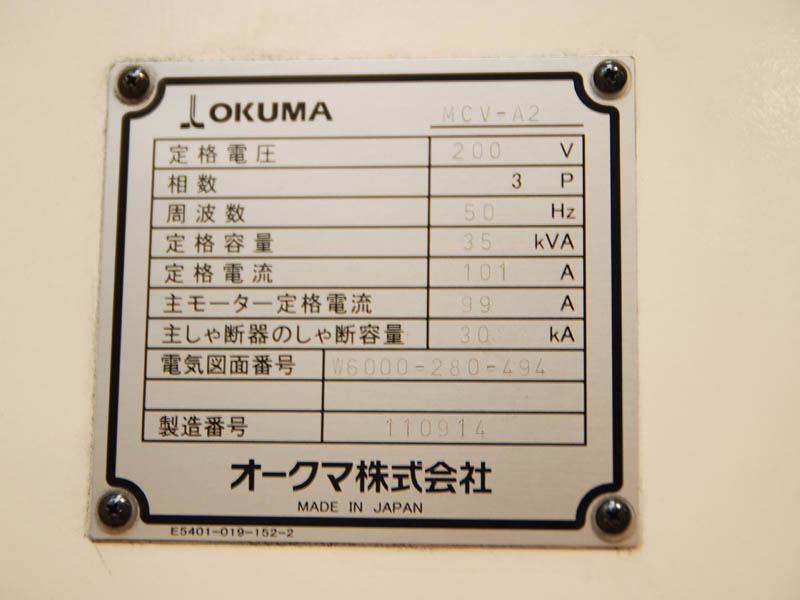 OKUMA MCV-A2
定格電圧 200 V
相数 3 P
周波数 50 Hz
定格容量 35 kVA
定格電流 101 A
主モーター定格電流 99 A
主しゃ断器のしゃ断容量 30 kA
電気図面番号 W6000-280-494
製造番号 110914
オークマ株式会社
MADE IN JAPAN
E5401-019-152-2